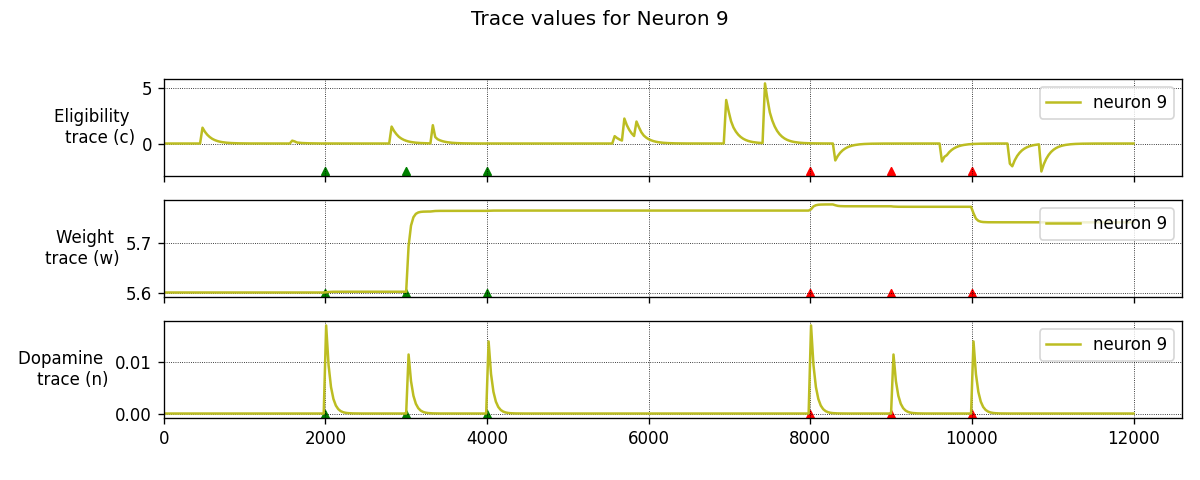 Trace values for Neuron 9
5
Eligibility
trace (c)
0
neuron 9
Weight
trace (w)
5.7
5.6
neuron 9
Dopamine
trace (n)
0.01
0.00
neuron 9
0 2000 4000 6000 8000 10000 12000